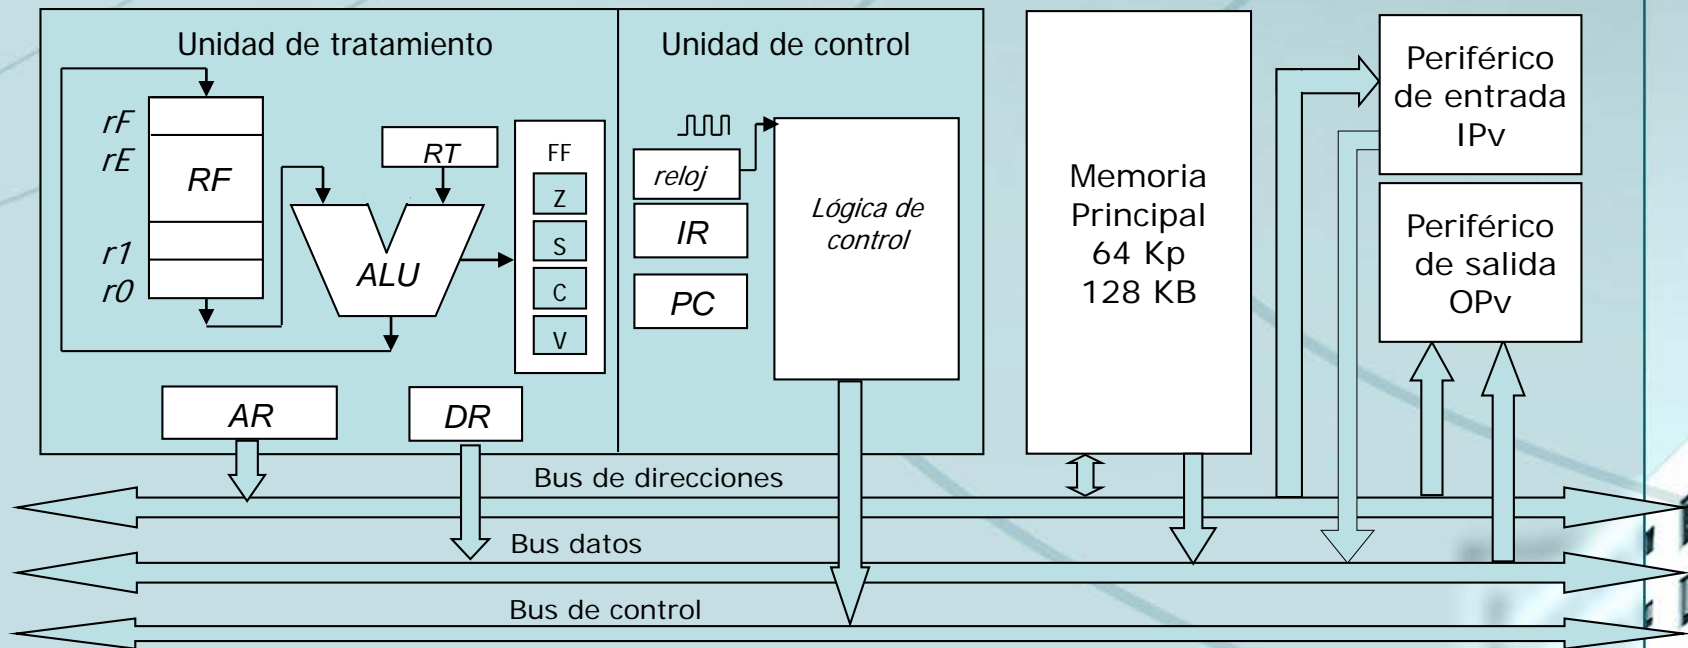 Unidad de tratamiento
rF
rE
RF
r1
r0
RT
ALU
FF
Z
S
C
V
AR
DR
Unidad de control
reloj
IR
PC
Lógica de
control
Memoria
Principal
64 Kp
128 KB
Periférico
de entrada
IPv
Periférico
de salida
OPv
Bus de direcciones
Bus datos
Bus de control